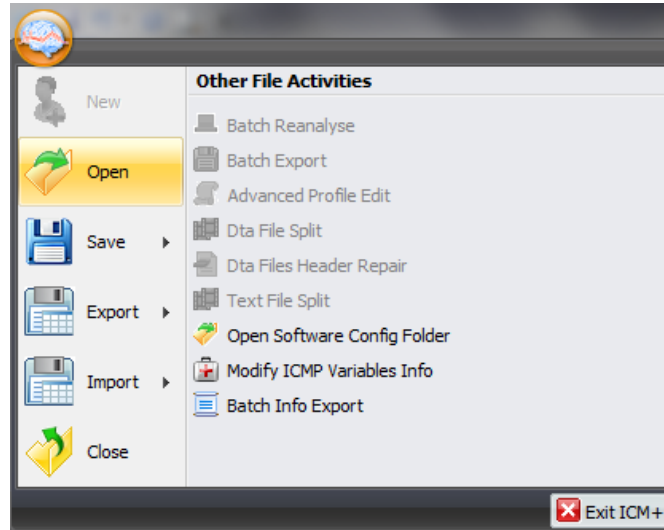 Other File Activities
New
Open
Save
Export
Import
Close
Batch Reanalyse
Batch Export
Advanced Profile Edit
Dta File Split
Dta Files Header Repair
Text File Split
Open Software Config Folder
Modify ICMP Variables Info
Batch Info Export
Exit ICM+